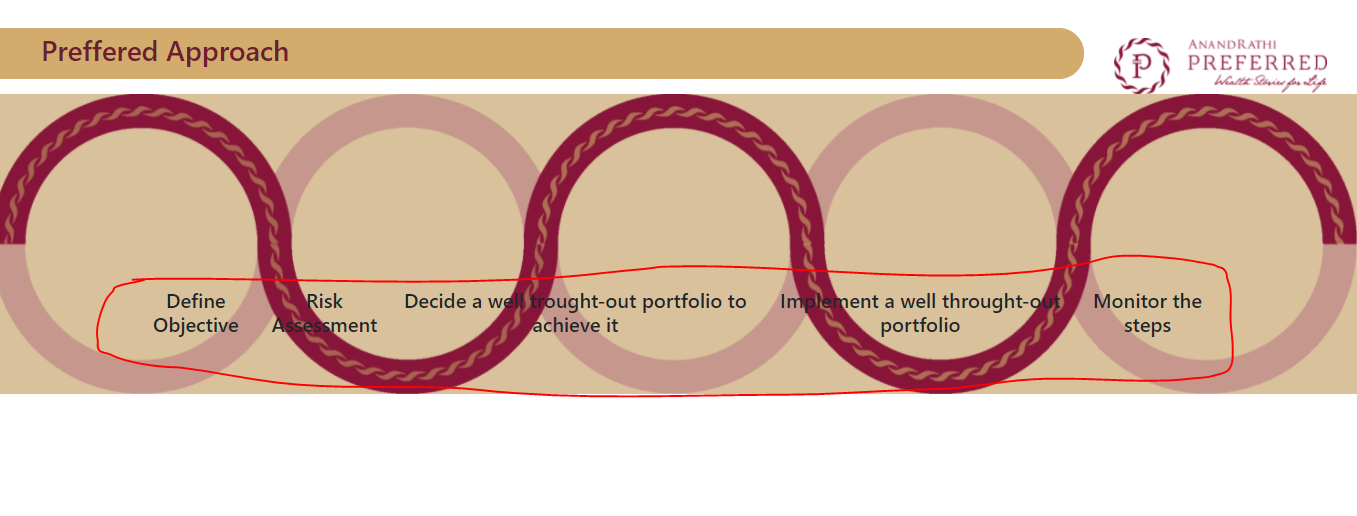 Preffered Approach
ANANDRATHI
PREFERRED
Wealth Stories for Life
P
Define
Objective
Risk
Assessment
Decide a well trought-out portfolio to
achieve it
Implement a well throught-out
portfolio
Monitor the
steps